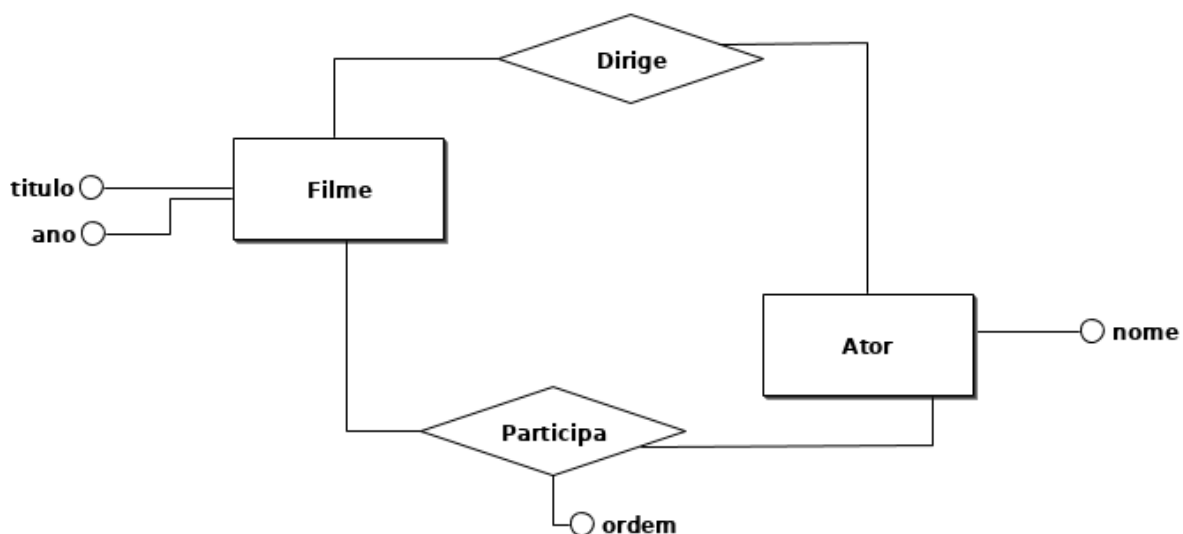 Dirige
titulo
Filme
ano
Ator
nome
Participa
ordem